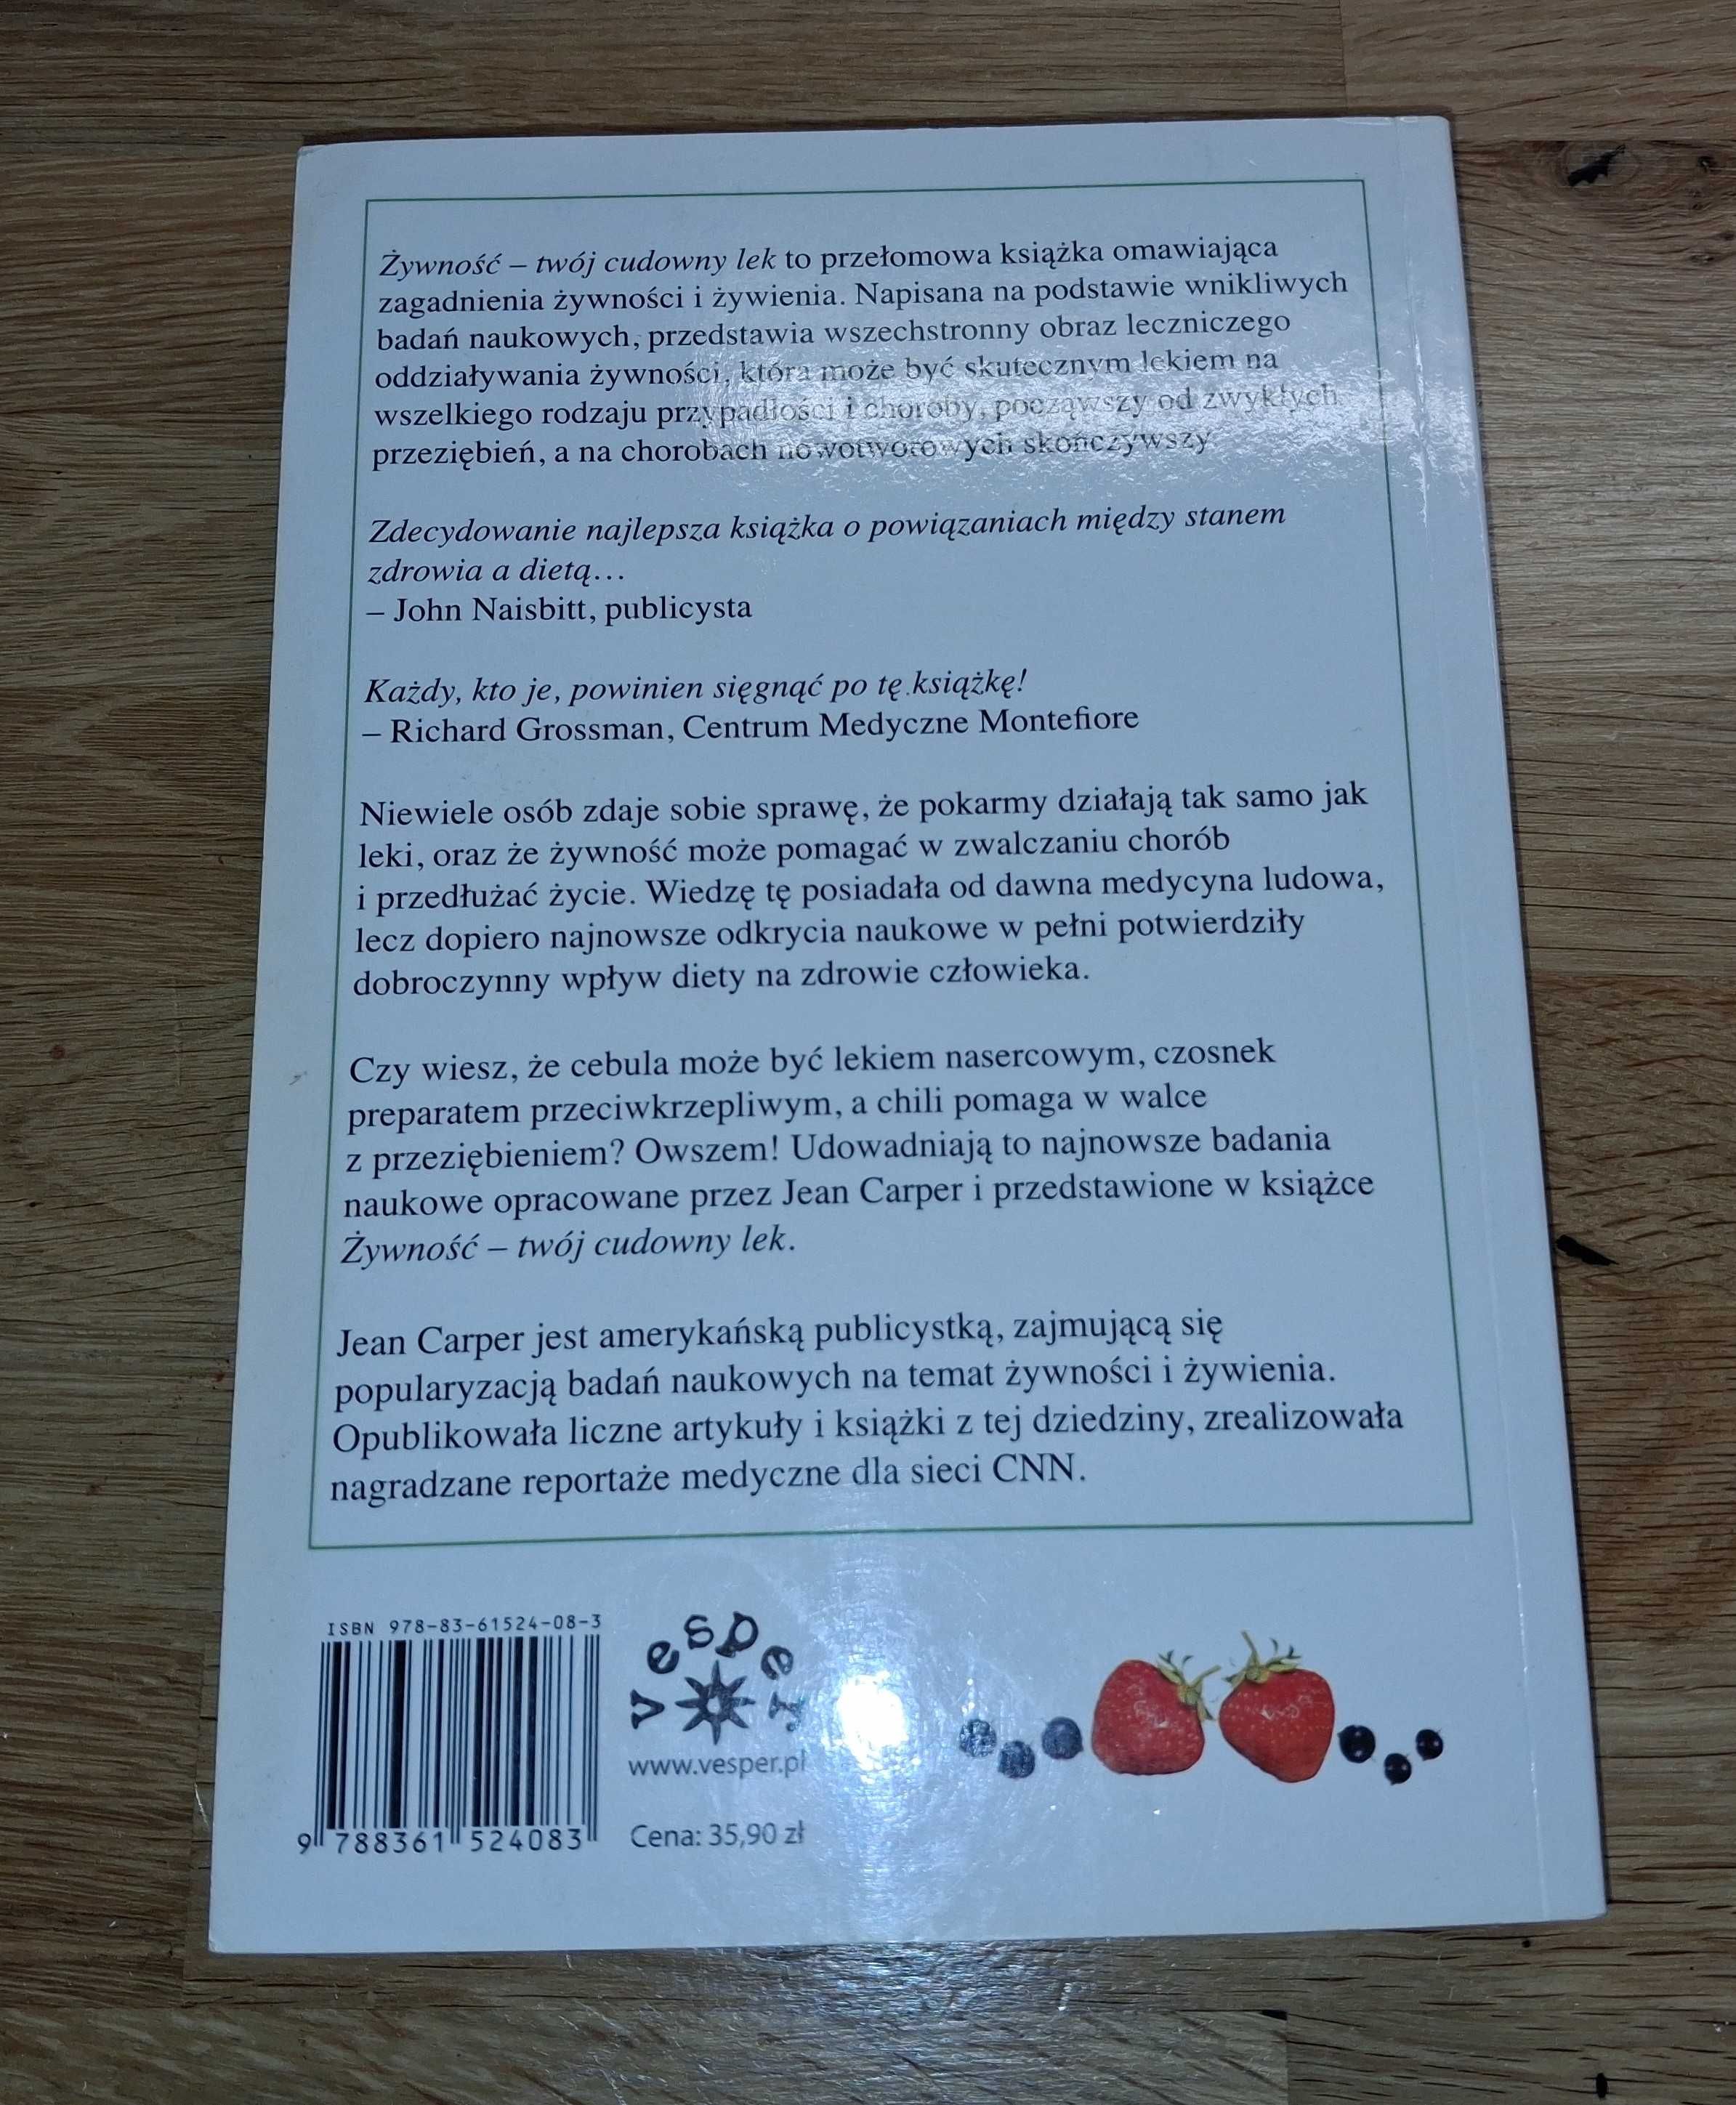 Żywność – twój cudowny lek to przełomowa książka omawiająca
zagadnienia żywności i żywienia. Napisana na podstawie wnikliwych
badań naukowych, przedstawia wszechstronny obraz leczniczego
oddziaływania żywności, która może być skutecznym lekiem na
wszelkiego rodzaju przypadłości i choroby, począwszy od zwykłych
przeziębień, a na chorobach nowotworowych skończywszy
Zdecydowanie najlepsza książka o powiązaniach między stanem
zdrowia a dietą...
– John Naisbitt, publicysta
Każdy, kto je, powinien sięgnąć po tę książkę!
– Richard Grossman, Centrum Medyczne Montefiore
Niewiele osób zdaje sobie sprawę, że pokarmy działają tak samo jak
leki, oraz że żywność może pomagać w zwalczaniu chorób
i przedłużać życie. Wiedzę tę posiadała od dawna medycyna ludowa,
lecz dopiero najnowsze odkrycia naukowe w pełni potwierdziły
dobroczynny wpływ diety na zdrowie człowieka.
Czy wiesz, że cebula może być lekiem nasercowym, czosnek
preparatem przeciwkrzepliwym, a chili pomaga w walce
z przeziębieniem? Owszem! Udowadniają to najnowsze badania
naukowe opracowane przez Jean Carper i przedstawione w książce
Żywność – twój cudowny lek.
Jean Carper jest amerykańską publicystką, zajmującą się
popularyzacją badań naukowych na temat żywności i żywienia.
Opublikowała liczne artykuły i książki z tej dziedziny, zrealizowała
nagradzane reportaże medyczne dla sieci CNN.
ISBN 978-83-61524-08-3
9 788361 524083
vesper
www.vesper.pl
Cena: 35,90 zł